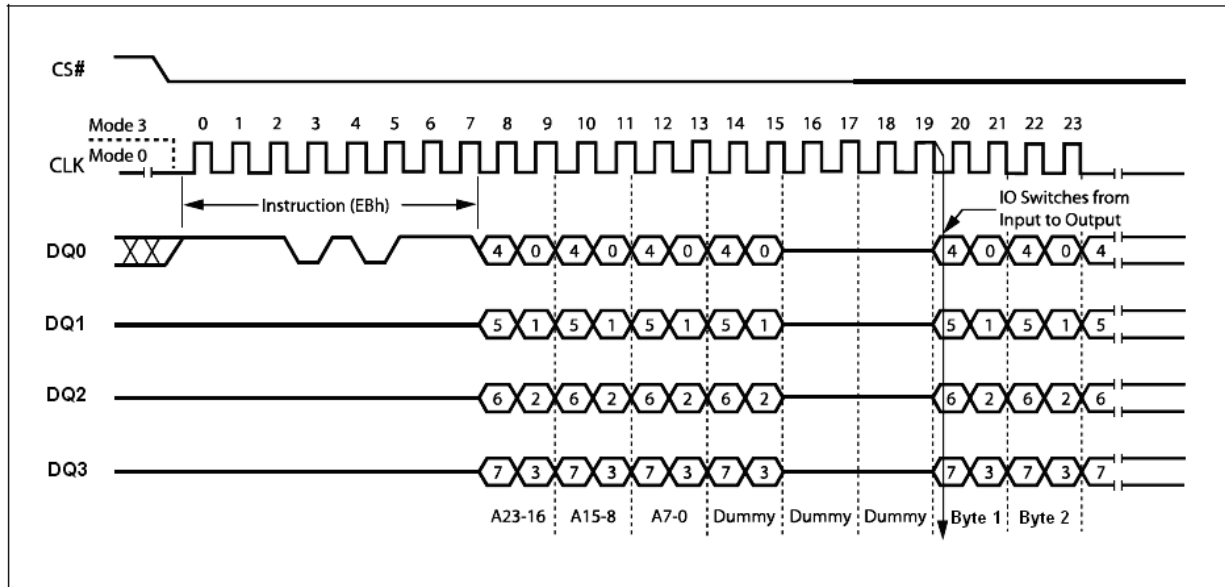 CS#
Mode 3
0 1 2 3 4 5 6 7 8 9 10 11 12 13 14 15 16 17 18 19 20 21 22 23
Mode 0
CLK
Instruction (EBh)
IO Switches from
Input to Output
DQ0 4 0 4 0 4 0 4 0 4 0 4 0 4
DQ1 5 1 5 1 5 1 5 1 5 1 5 1 5
DQ2 6 2 6 2 6 2 6 2 6 2 6 2 6
DQ3 7 3 7 3 7 3 7 3 7 3 7 3 7
A23-16 A15-8 A7-0 Dummy Dummy Dummy Byte 1 Byte 2